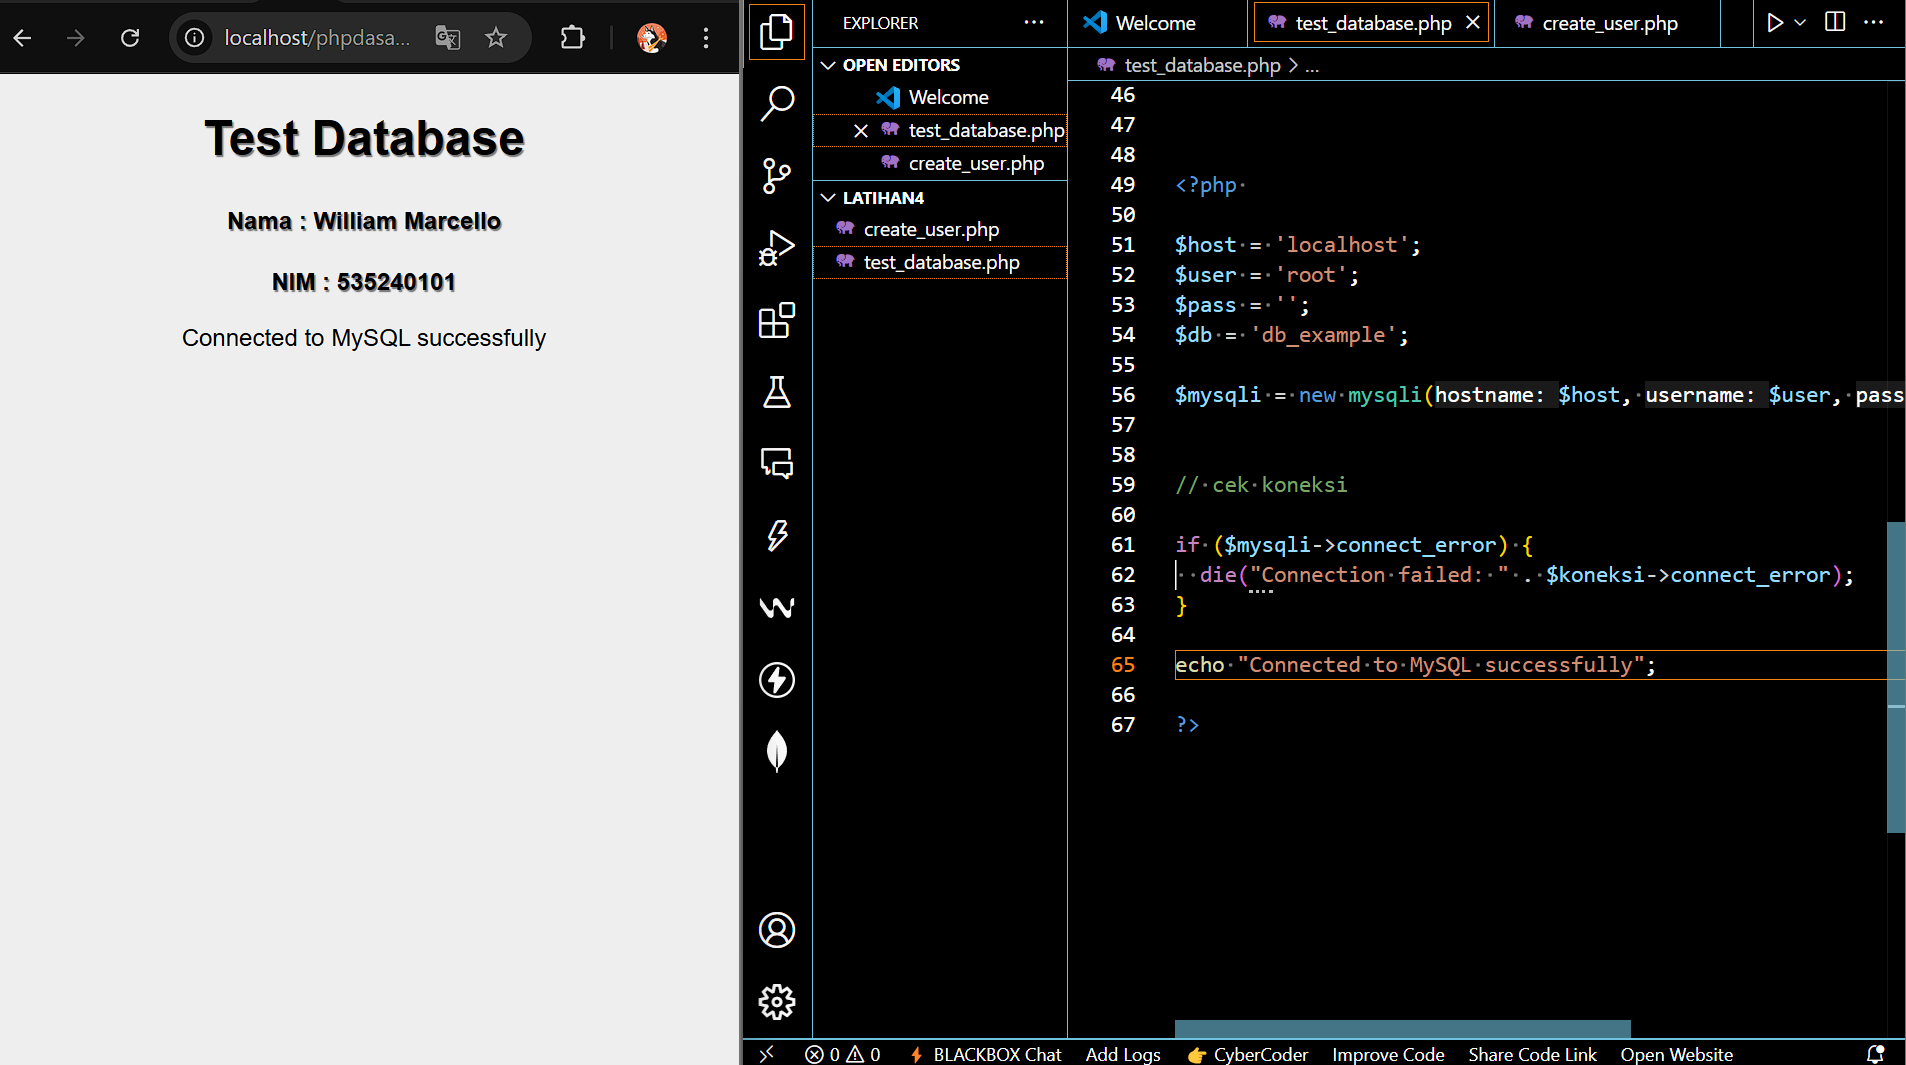 localhost/phpdasa...
Test Database
Nama : William Marcello
NIM : 535240101
Connected to MySQL successfully
EXPLORER
OPEN EDITORS
Welcome
test_database.php
create_user.php
LATIHAN4
create_user.php
test_database.php
Welcome
test_database.php
create_user.php
test_database.php > ...
46
47
48
49 <?php
50
51 $host = 'localhost';
52 $user = 'root';
53 $pass = '';
54 $db = 'db_example';
55
56 $mysqli = new mysqli(hostname: $host, username: $user, pass
57
58
59 // cek koneksi
60
61 if ($mysqli->connect_error) {
62 die("Connection failed: " . $koneksi->connect_error);
63 }
64
65 echo "Connected to MySQL successfully";
66
67 ?>
0 0 BLACKBOX Chat Add Logs CyberCoder Improve Code Share Code Link Open Website